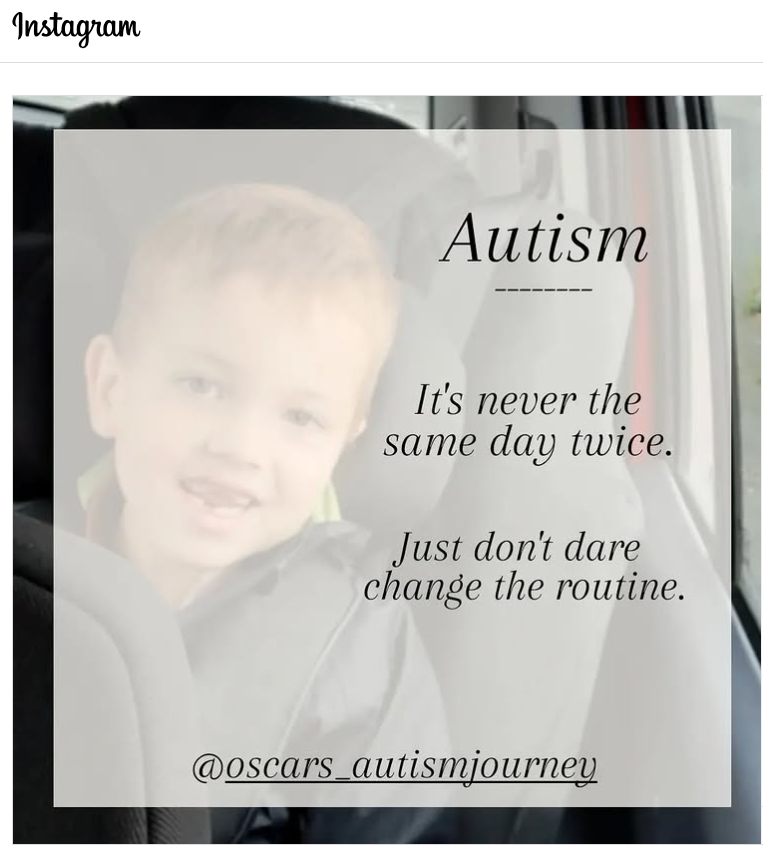 Instagram
Autism
--------
It's never the
same day twice.
Just don't dare
change the routine.
@oscars_autismjourney